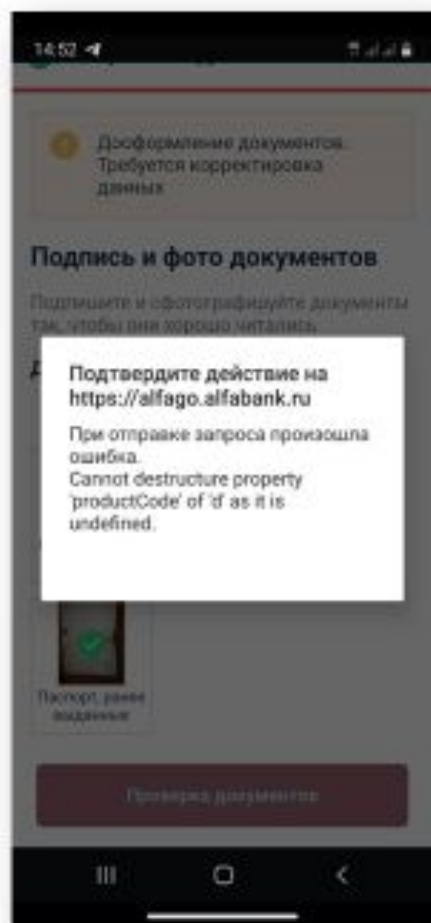 14:52
Дооформление документов.
Требуется корректировка
данных
Подпись и фото документов
Подпишите и сфотографируйте документы
так, чтобы они хорошо читались
Подтвердите действие на
https://alfago.alfabank.ru
При отправке запроса произошла
ошибка.
Cannot destructure property
'productCode' of 'd' as it is
undefined.
Паспорт, ранее
выданные
Проверка документов